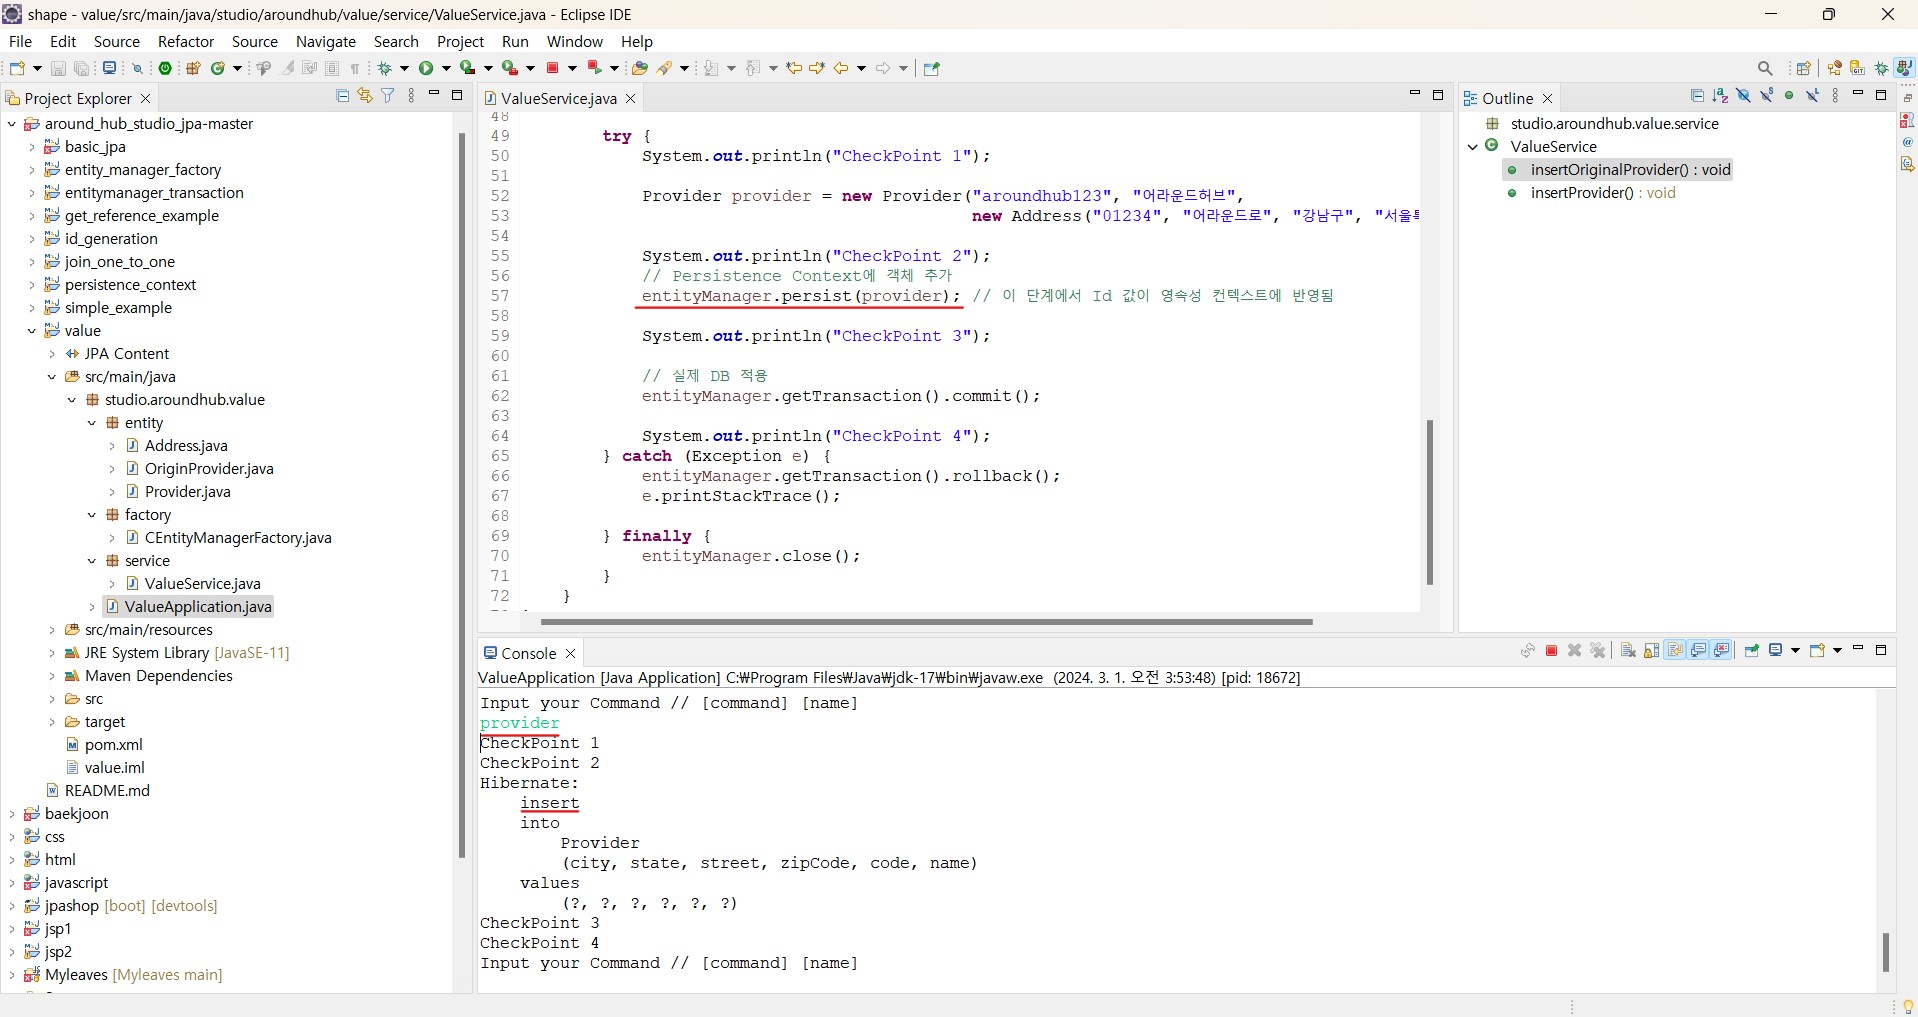 shape - value/src/main/java/studio/aroundhub/value/service/ValueService.java - Eclipse IDE
File Edit Source Refactor Source Navigate Search Project Run Window Help
Project Explorer
around_hub_studio_jpa-master
basic_jpa
entity_manager_factory
entitymanager_transaction
get_reference_example
id_generation
join_one_to_one
persistence_context
simple_example
value
JPA Content
src/main/java
studio.aroundhub.value
entity
Address.java
OriginProvider.java
Provider.java
factory
CEntityManagerFactory.java
service
ValueService.java
ValueApplication.java
src/main/resources
JRE System Library [JavaSE-11]
Maven Dependencies
src
target
pom.xml
value.iml
README.md
baekjoon
css
html
javascript
jpashop [boot] [devtools]
jsp1
jsp2
Myleaves [Myleaves main]
ValueService.java
48
49 try {
50 System.out.println("CheckPoint 1");
51
52 Provider provider = new Provider("aroundhub123", "어라운드허브",
53 new Address("01234", "어라운드로", "강남구", "서울
54
55 System.out.println("CheckPoint 2");
56 // Persistence Context에 객체 추가
57 entityManager.persist(provider); // 이 단계에서 Id 값이 영속성 컨텍스트에 반영됨
58
59 System.out.println("CheckPoint 3");
60
61 // 실제 DB 적용
62 entityManager.getTransaction().commit();
63
64 System.out.println("CheckPoint 4");
65 } catch (Exception e) {
66 entityManager.getTransaction().rollback();
67 e.printStackTrace();
68
69 } finally {
70 entityManager.close();
71 }
72 }
Outline
studio.aroundhub.value.service
ValueService
insertOriginalProvider() : void
insertProvider() : void
Console
ValueApplication [Java Application] C:₩Program Files₩Java₩jdk-17₩bin₩javaw.exe (2024. 3. 1. 오전 3:53:48) [pid: 18672]
Input your Command // [command] [name]
provider
CheckPoint 1
CheckPoint 2
Hibernate:
insert
into
Provider
(city, state, street, zipCode, code, name)
values
(?, ?, ?, ?, ?, ?)
CheckPoint 3
CheckPoint 4
Input your Command // [command] [name]